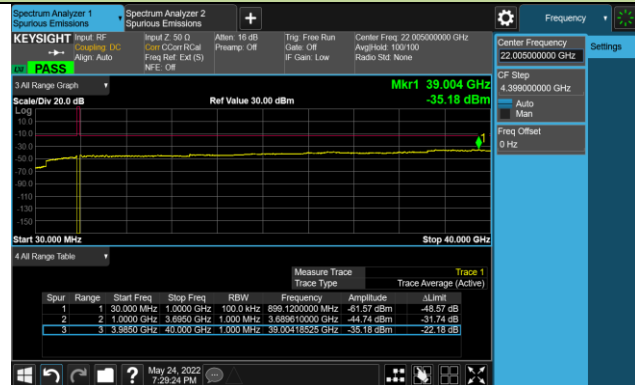 Spectrum Analyzer 1
Spurious Emissions
Spectrum Analyzer 2
Spurious Emissions
Frequency
KEYSIGHT
Input: RF
Coupling: DC
Align: Auto
Input Z: 50 Ω
Corr CCorr RCal
Freq Ref: Ext (S)
NFE: Off
Atten: 16 dB
Preamp: Off
Trig: Free Run
Gate: Off
IF Gain: Low
Center Freq: 22.005000000 GHz
Avg|Hold: 100/100
Radio Std: None
PASS
3 All Range Graph
Mkr1 39.004 GHz
-35.18 dBm
Scale/Div 20.0 dB
Ref Value 30.00 dBm
Log
10.0
-10.0
-30.0
-50.0
-70.0
-90.0
-110
-130
-150
1
Start 30.000 MHz
Stop 40.000 GHz
4 All Range Table
Measure Trace Trace 1
Trace Type Trace Average (Active)
Spur Range Start Freq Stop Freq RBW Frequency Amplitude ΔLimit
1 1 30.000 MHz 1.0000 GHz 100.0 kHz 899.1200000 MHz -61.57 dBm -48.57 dB
2 2 1.0000 GHz 3.6950 GHz 1.000 MHz 3.689610000 GHz -44.74 dBm -31.74 dB
3 3 3.9850 GHz 40.000 GHz 1.000 MHz 39.00418525 GHz -35.18 dBm -22.18 dB
May 24, 2022
7:29:24 PM
Center Frequency
22.005000000 GHz
Settings
CF Step
4.399000000 GHz
Auto
Man
Freq Offset
0 Hz